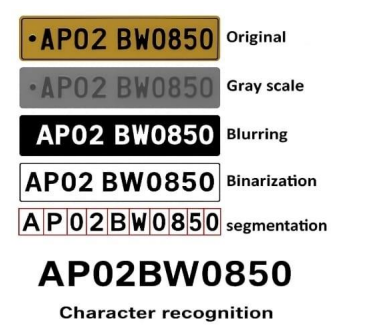 ·AP02 BW0850 Original
·AP02 BW0850 Gray scale
AP02 BW0850 Blurring
AP02 BW0850 Binarization
AP02BW0850 segmentation
AP02BW0850
Character recognition